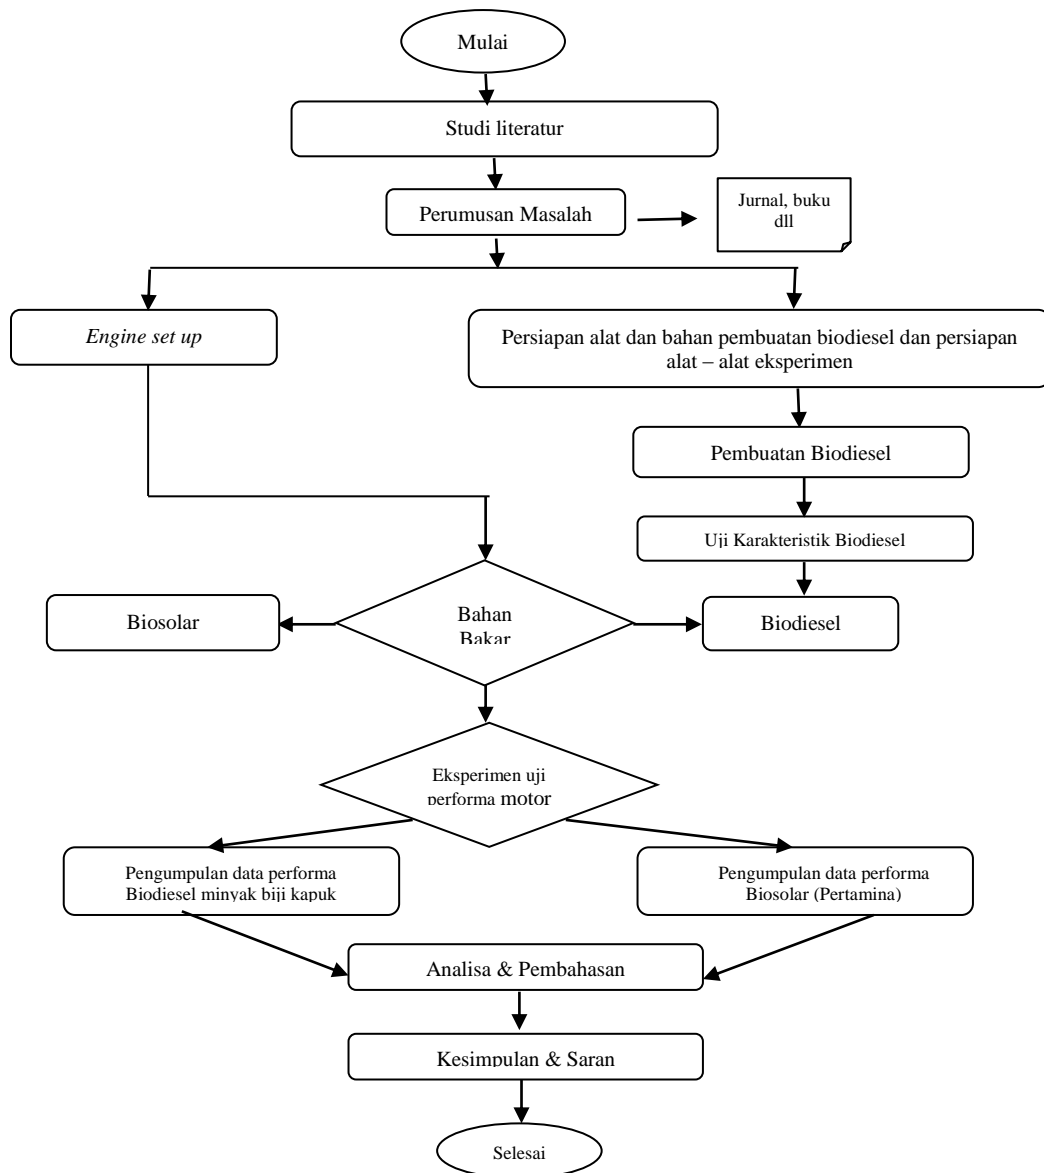 Mulai
Studi literatur
Perumusan Masalah
Jurnal, buku
dll
Engine set up
Persiapan alat dan bahan pembuatan biodiesel dan persiapan
alat – alat eksperimen
Pembuatan Biodiesel
Uji Karakteristik Biodiesel
Biosolar
Bahan
Bakar
Biodiesel
Eksperimen uji
performa motor
Pengumpulan data performa
Biodiesel minyak biji kapuk
Pengumpulan data performa
Biosolar (Pertamina)
Analisa & Pembahasan
Kesimpulan & Saran
Selesai